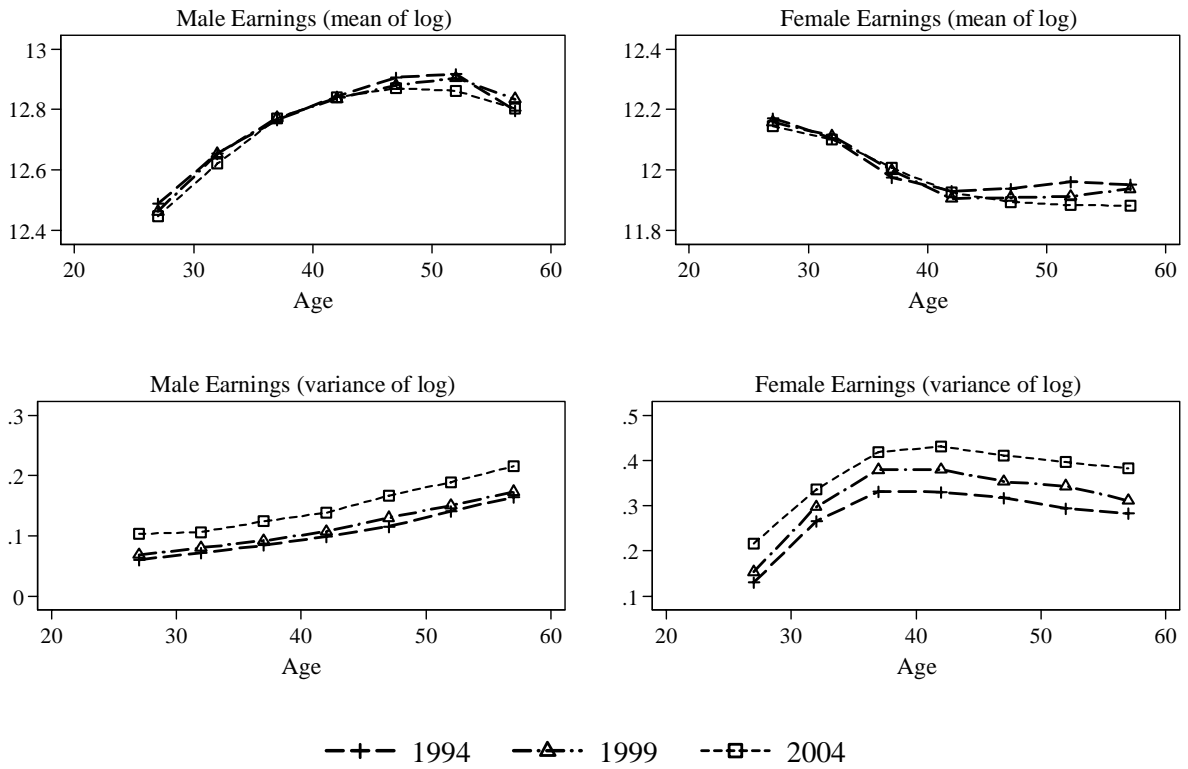 Male Earnings (mean of log)
13
12.8
12.6
12.4
20 30 40 50 60
Age
Female Earnings (mean of log)
12.4
12.2
12
11.8
20 30 40 50 60
Age
Male Earnings (variance of log)
.3
.2
.1
0
20 30 40 50 60
Age
Female Earnings (variance of log)
.5
.4
.3
.2
.1
20 30 40 50 60
Age
1994 1999 2004